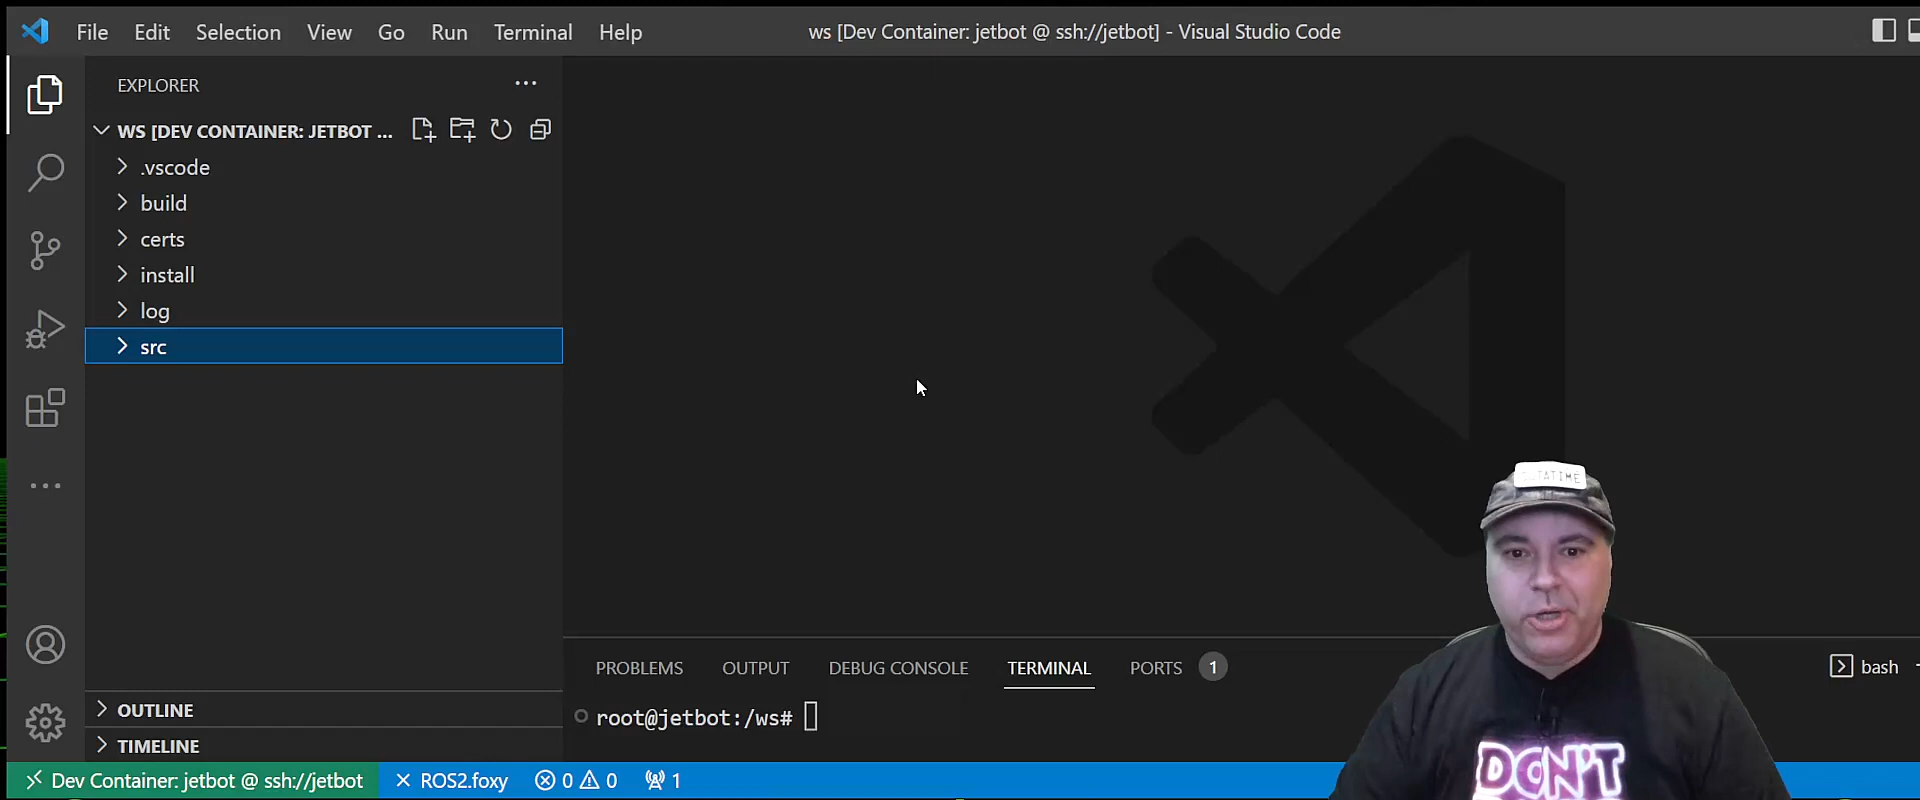 File Edit Selection View Go Run Terminal Help
ws [Dev Container: jetbot @ ssh://jetbot] - Visual Studio Code
EXPLORER
WS [DEV CONTAINER: JETBOT ...
.vscode
build
certs
install
log
src
OUTLINE
TIMELINE
PROBLEMS OUTPUT DEBUG CONSOLE TERMINAL PORTS 1
bash
root@jetbot:/ws#
DON'T
Dev Container: jetbot @ ssh://jetbot ROS2.foxy 0 0 1